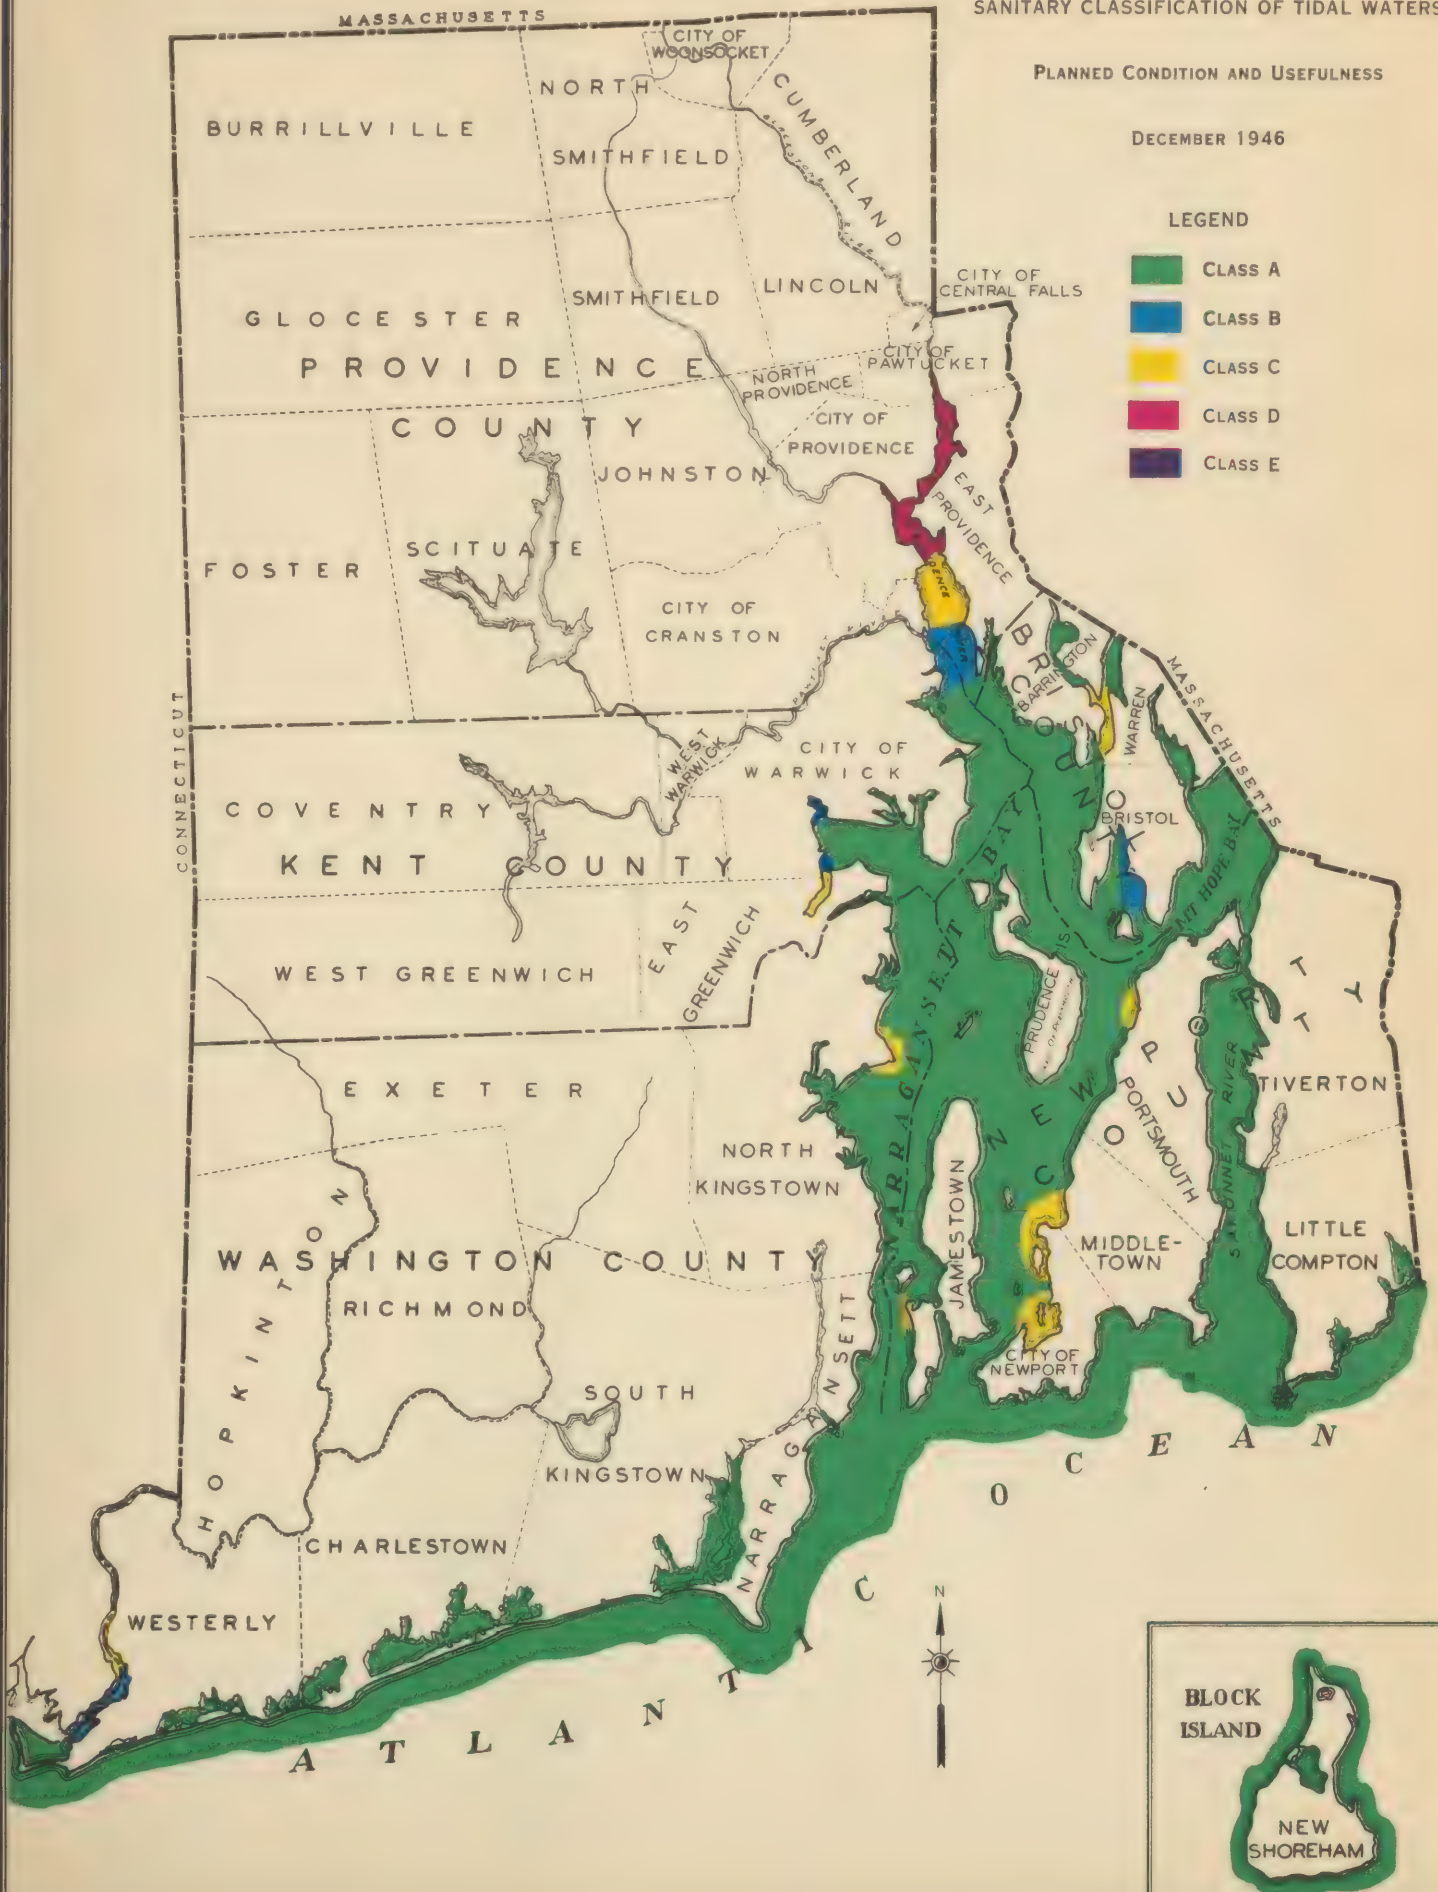 SANITARY CLASSIFICATION OF TIDAL WATERS
PLANNED CONDITION AND USEFULNESS
DECEMBER 1946
LEGEND
CLASS A
CLASS B
CLASS C
CLASS D
CLASS E
MASSACHUSETTS
CITY OF
WOONSOCKET
NORTH
SMITHFIELD
BURRILLVILLE
CUMBERLAND
BLACKSTONE
RIVER
GLOCESTER
SMITHFIELD
LINCOLN
CITY OF
CENTRAL FALLS
PROVIDENCE
COUNTY
NORTH
PROVIDENCE
CITY OF
PAWTUCKET
CITY OF
PROVIDENCE
JOHNSTON
EAST
PROVIDENCE
FOSTER
SCITUATE
CITY OF
CRANSTON
DENCE
RIVER
BRISTOL
COUNTY
BARRINGTON
WARREN
MASSACHUSETTS
CONNECTICUT
WEST
WARWICK
CITY OF
WARWICK
COVENTRY
BRISTOL
KENT COUNTY
MT HOPE BAY
WEST GREENWICH
EAST
GREENWICH
NARRAGANSETT BAY
PRUDENCE IS
NEWPORT
COUNTY
EXETER
PORTSMOUTH
SAKONNET RIVER
TIVERTON
NORTH
KINGSTOWN
JAMESTOWN
MIDDLE-
TOWN
LITTLE
COMPTON
WASHINGTON COUNTY
HOPKINTON
RICHMOND
CITY OF
NEWPORT
SOUTH
KINGSTOWN
NARRAGANSETT
CHARLESTOWN
WESTERLY
ATLANTIC OCEAN
N
BLOCK
ISLAND
NEW
SHOREHAM